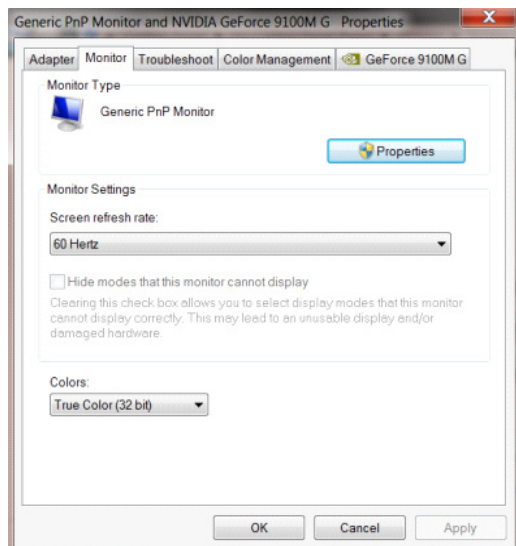 Generic PnP Monitor and NVIDIA GeForce 9100M G Properties
X
Adapter Monitor Troubleshoot Color Management GeForce 9100M G
Monitor Type
Generic PnP Monitor
Properties
Monitor Settings
Screen refresh rate:
60 Hertz
Hide modes that this monitor cannot display
Clearing this check box allows you to select display modes that this monitor
cannot display correctly. This may lead to an unusable display and/or
damaged hardware.
Colors:
True Color (32 bit)
OK Cancel Apply